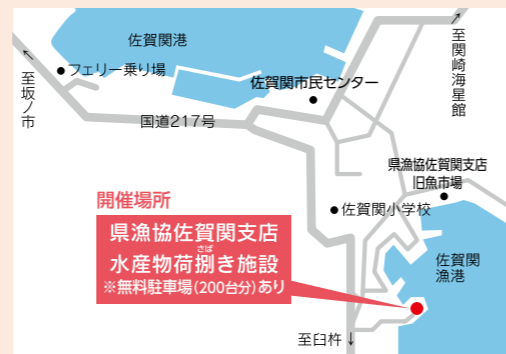 佐賀関港
●フェリー乗り場
佐賀関市民センター
国道217号
↑至坂ノ市
↑至関崎海星館
県漁協佐賀関支店
旧魚市場
●佐賀関小学校
開催場所
県漁協佐賀関支店
水産物荷捌き施設
さば
※無料駐車場(200台分)あり
佐賀関
漁港
至臼杵↓